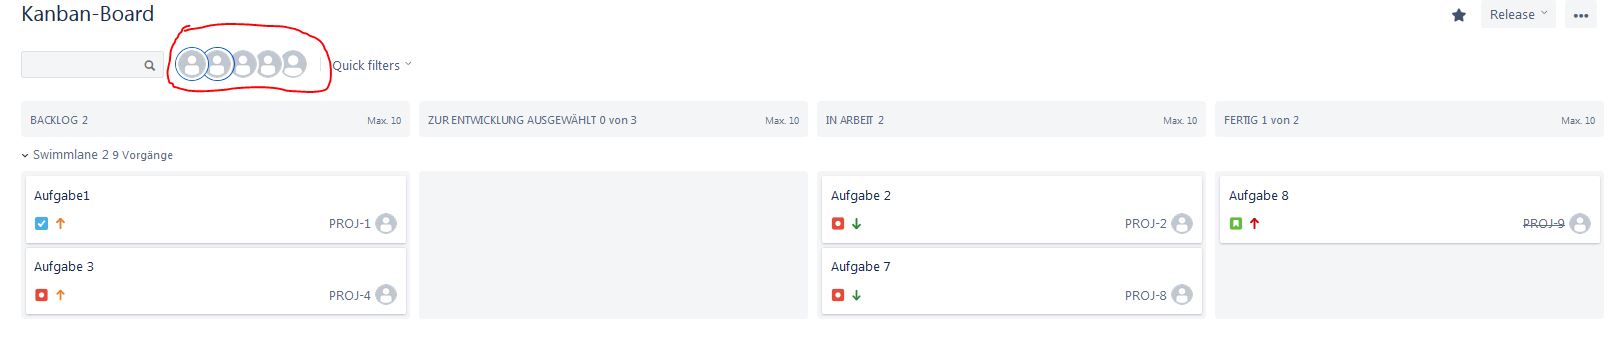 Kanban-Board
Release
Quick filters
BACKLOG 2 Max. 10
ZUR ENTWICKLUNG AUSGEWÄHLT 0 von 3 Max. 10
IN ARBEIT 2 Max. 10
FERTIG 1 von 2 Max. 10
Swimmlane 2 9 Vorgänge
Aufgabe1
PROJ-1
Aufgabe 3
PROJ-4
Aufgabe 2
PROJ-2
Aufgabe 7
PROJ-8
Aufgabe 8
PROJ-9